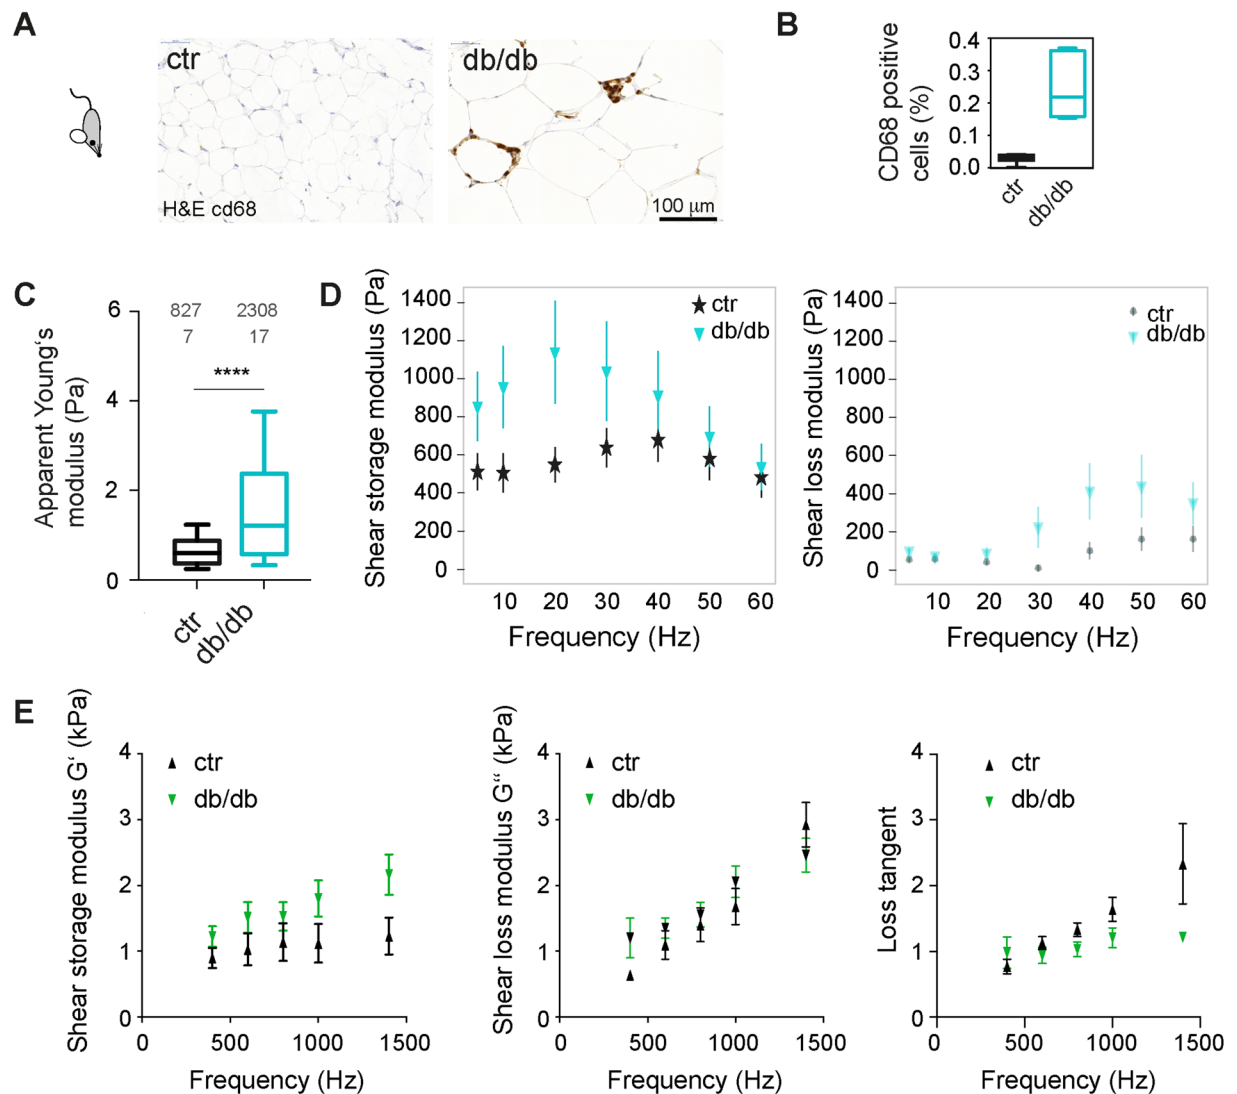 A
ctr
H&E cd68
db/db
100 µm
B
CD68 positive
cells (%)
0.4
0.3
0.2
0.1
0.0
ctr
db/db
C
Apparent Young‘s
modulus (Pa)
6
4
2
0
827
2308
7
17
****
ctr
db/db
D
Shear storage modulus (Pa)
1400
1200
1000
800
600
400
200
0
ctr
db/db
10
20
30
40
50
60
Frequency (Hz)
Shear loss modulus (Pa)
1400
1200
1000
800
600
400
200
0
ctr
db/db
10
20
30
40
50
60
Frequency (Hz)
E
Shear storage modulus G‘ (kPa)
4
3
2
1
0
ctr
db/db
0
500
1000
1500
Frequency (Hz)
Shear loss modulus G“ (kPa)
4
3
2
1
0
ctr
db/db
0
500
1000
1500
Frequency (Hz)
Loss tangent
4
3
2
1
0
ctr
db/db
0
500
1000
1500
Frequency (Hz)